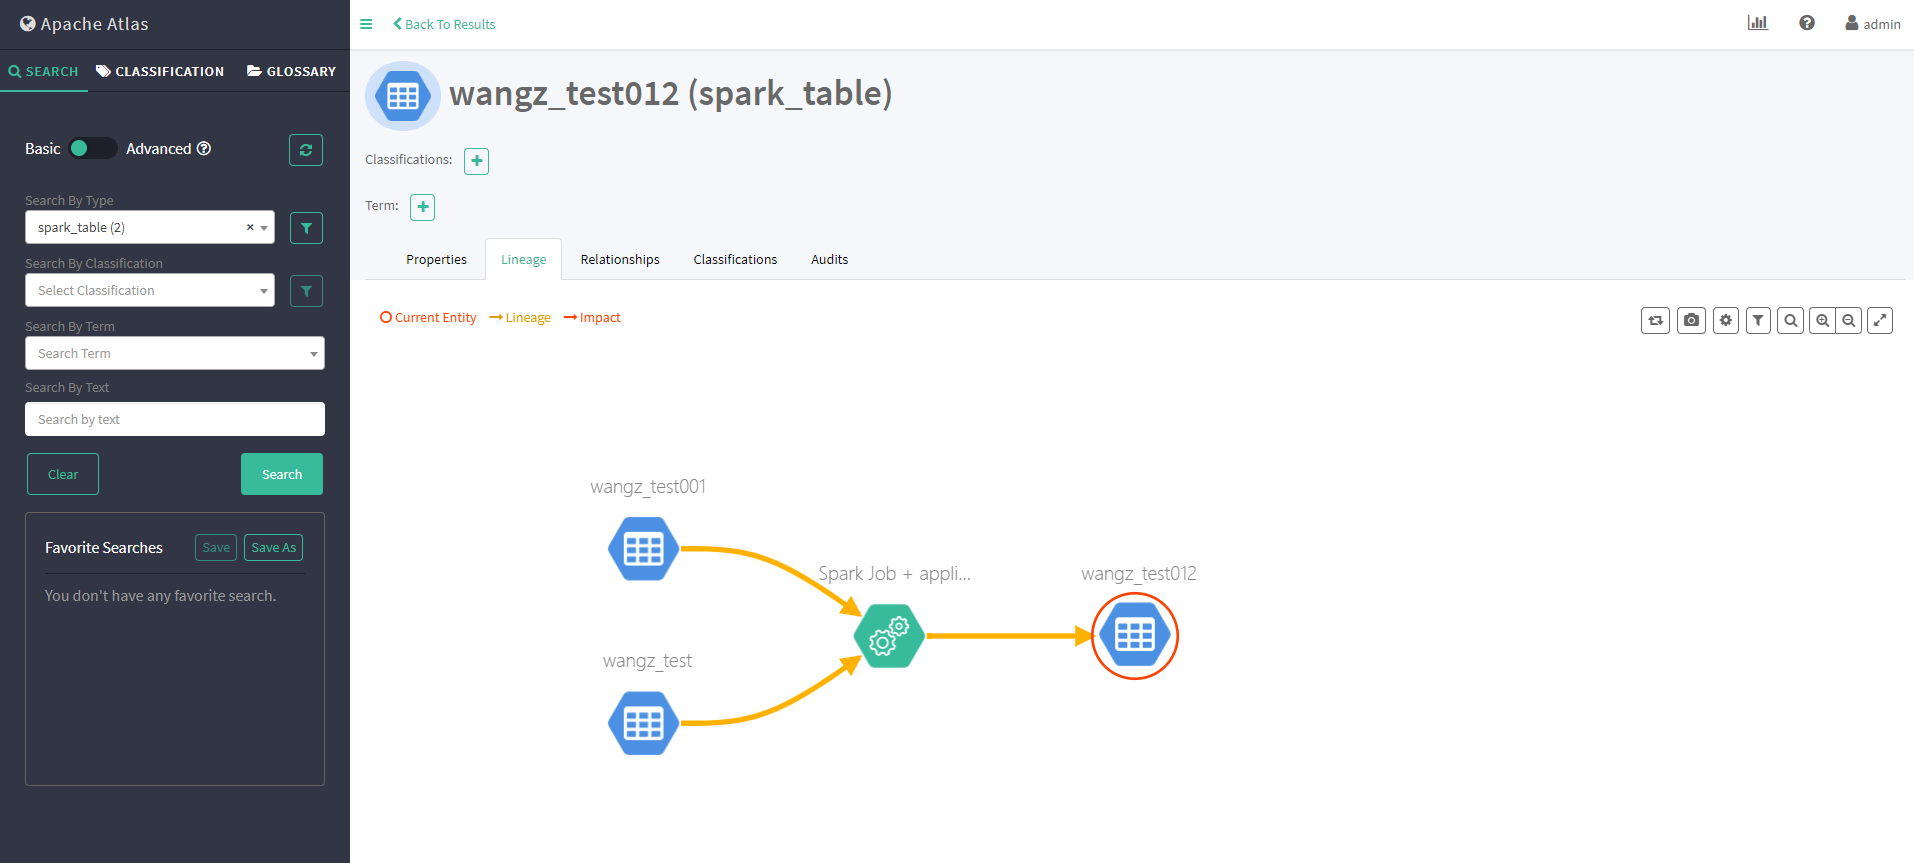 Apache Atlas
SEARCH CLASSIFICATION GLOSSARY
Basic Advanced
Search By Type
spark_table (2) ×
Search By Classification
Select Classification
Search By Term
Search Term
Search By Text
Search by text
Clear Search
Favorite Searches Save Save As
You don't have any favorite search.
Back To Results
admin
wangz_test012 (spark_table)
Classifications:
Term:
Properties Lineage Relationships Classifications Audits
Current Entity Lineage Impact
wangz_test001
Spark Job + appli...
wangz_test012
wangz_test